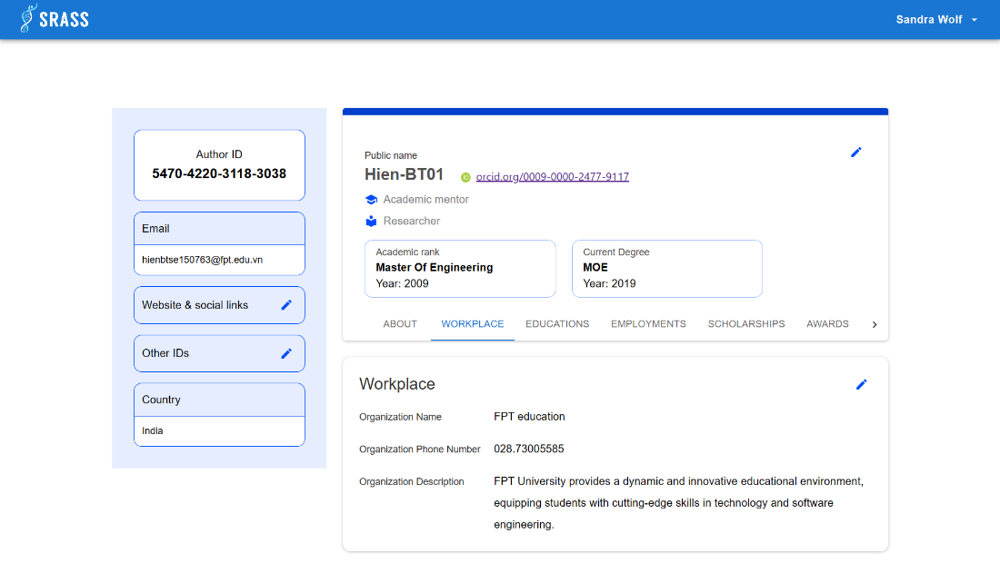 SRASS
Sandra Wolf
Author ID
5470-4220-3118-3038
Email
hienbtse150763@fpt.edu.vn
Website & social links
Other IDs
Country
India
Public name
Hien-BT01
iD orcid.org/0009-0000-2477-9117
Academic mentor
Researcher
Academic rank
Master Of Engineering
Year: 2009
Current Degree
MOE
Year: 2019
ABOUT WORKPLACE EDUCATIONS EMPLOYMENTS SCHOLARSHIPS AWARDS
Workplace
Organization Name FPT education
Organization Phone Number 028.73005585
Organization Description FPT University provides a dynamic and innovative educational environment,
equipping students with cutting-edge skills in technology and software
engineering.